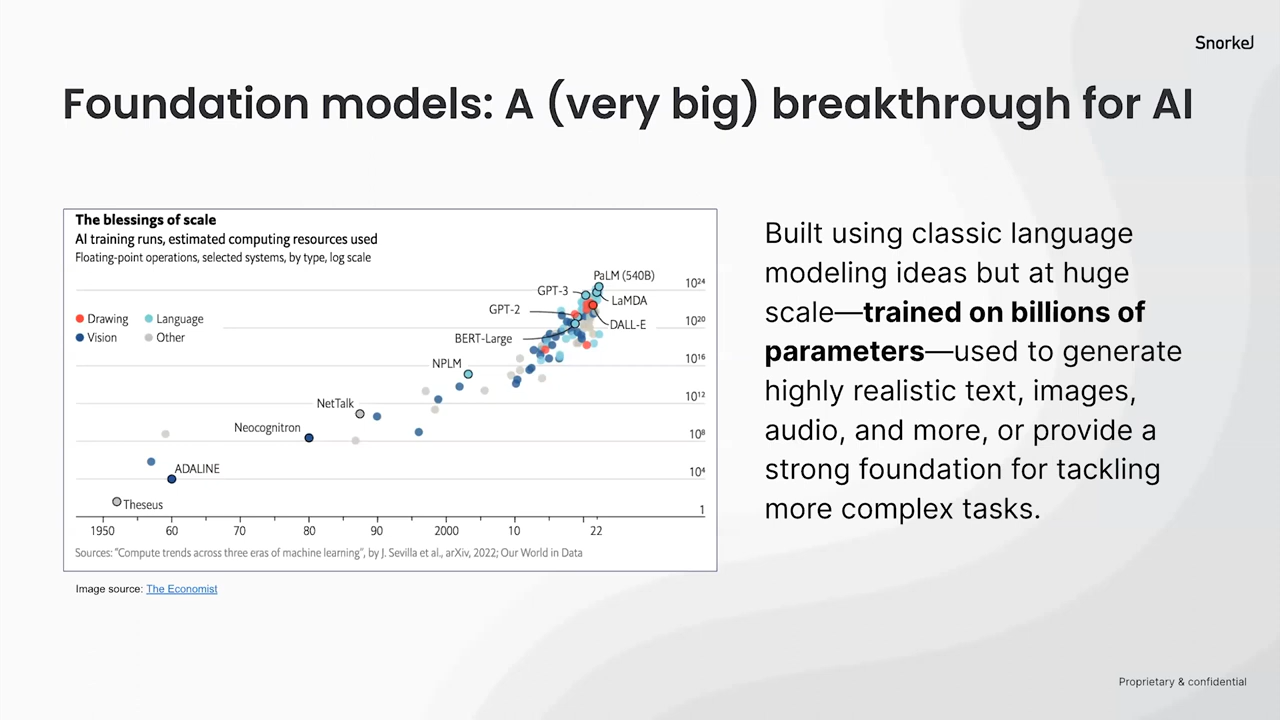 Snorkel
Foundation models: A (very big) breakthrough for AI
The blessings of scale
AI training runs, estimated computing resources used
Floating-point operations, selected systems, by type, log scale
Drawing
Language
Vision
Other
PaLM (540B)
GPT-3
LaMDA
GPT-2
DALL-E
BERT-Large
NPLM
NetTalk
Neocognitron
ADALINE
Theseus
10²⁴
10²⁰
10¹⁶
10¹²
10⁸
10⁴
1
1950 60 70 80 90 2000 10 22
Sources: "Compute trends across three eras of machine learning", by J. Sevilla et al., arXiv, 2022; Our World in Data
Image source: The Economist
Built using classic language
modeling ideas but at huge
scale—trained on billions of
parameters—used to generate
highly realistic text, images,
audio, and more, or provide a
strong foundation for tackling
more complex tasks.
Proprietary & confidential